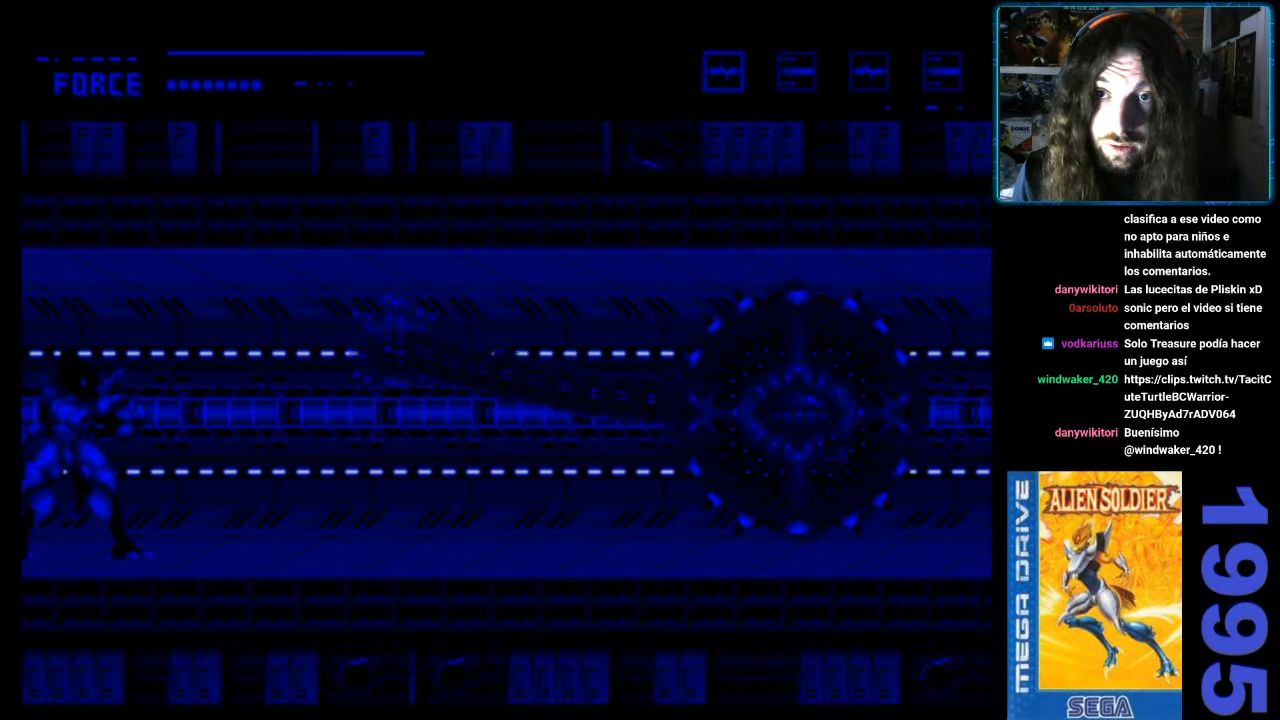 FORCE
clasifica a ese video como
no apto para niños e
inhabilita automáticamente
los comentarios.
danywikitori Las lucecitas de Pliskin xD
0arsoluto sonic pero el video si tiene
comentarios
vodkariuss Solo Treasure podía hacer
un juego así
windwaker_420 https://clips.twitch.tv/TacitC
uteTurtleBCWarrior-
ZUQHByAd7rADV064
danywikitori Buenísimo
@windwaker_420 !
SONIC
MEGA DRIVE
ALIEN SOLDIER
SEGA
1995